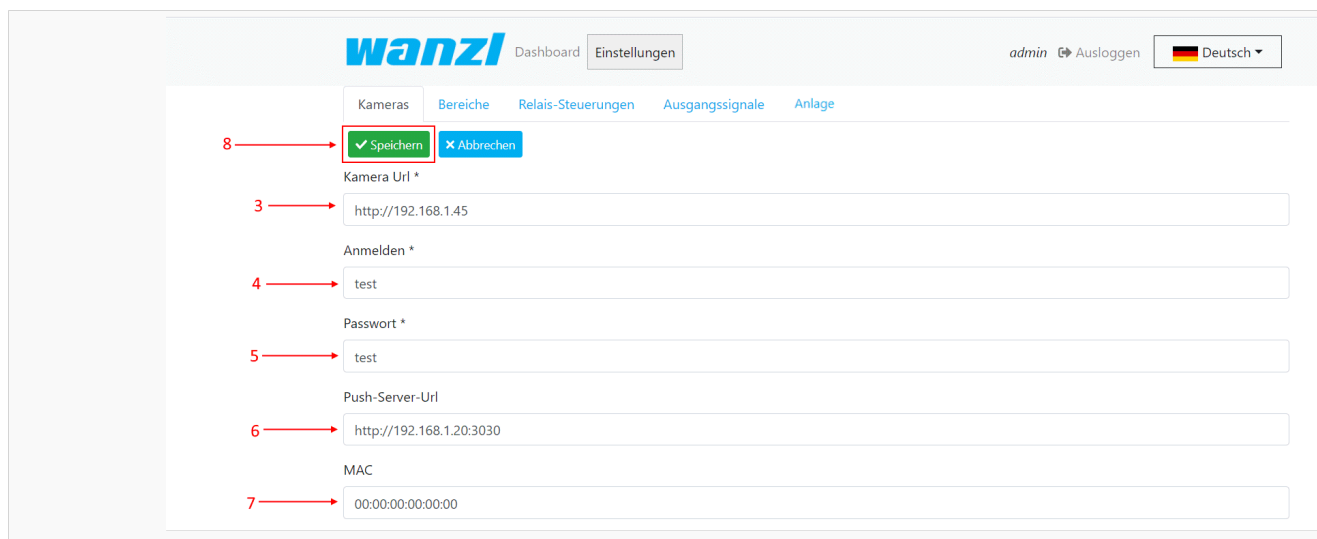 wanzl Dashboard Einstellungen admin Ausloggen Deutsch
Kameras Bereiche Relais-Steuerungen Ausgangssignale Anlage
8 Speichern Abbrechen
Kamera Url *
3 http://192.168.1.45
Anmelden *
4 test
Passwort *
5 test
Push-Server-Url
6 http://192.168.1.20:3030
MAC
7 00:00:00:00:00:00